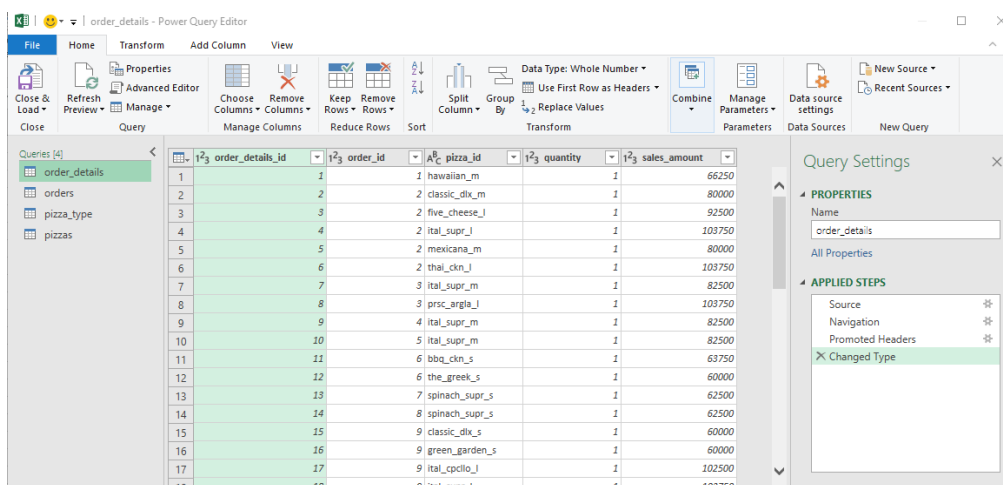 order_details - Power Query Editor
File Home Transform Add Column View
Close & Load
Refresh Preview
Properties
Advanced Editor
Manage
Choose Columns
Remove Columns
Keep Rows
Remove Rows
Split Column
Group By
Data Type: Whole Number
Use First Row as Headers
Replace Values
Combine
Manage Parameters
Data source settings
New Source
Recent Sources
Close Query Manage Columns Reduce Rows Sort Transform Parameters Data Sources New Query
Queries [4]
order_details
orders
pizza_type
pizzas
order_details_id order_id pizza_id quantity sales_amount
1 1 1 hawaiian_m 1 66250
2 2 2 classic_dlx_m 1 80000
3 3 2 five_cheese_l 1 92500
4 4 2 ital_supr_l 1 103750
5 5 2 mexicana_m 1 80000
6 6 2 thai_ckn_l 1 103750
7 7 3 ital_supr_m 1 82500
8 8 3 prsc_argla_l 1 103750
9 9 4 ital_supr_m 1 82500
10 10 5 ital_supr_m 1 82500
11 11 6 bbq_ckn_s 1 63750
12 12 6 the_greek_s 1 60000
13 13 7 spinach_supr_s 1 62500
14 14 8 spinach_supr_s 1 62500
15 15 9 classic_dlx_s 1 60000
16 16 9 green_garden_s 1 60000
17 17 9 ital_cpcllo_l 1 102500
Query Settings
PROPERTIES
Name
order_details
All Properties
APPLIED STEPS
Source
Navigation
Promoted Headers
Changed Type